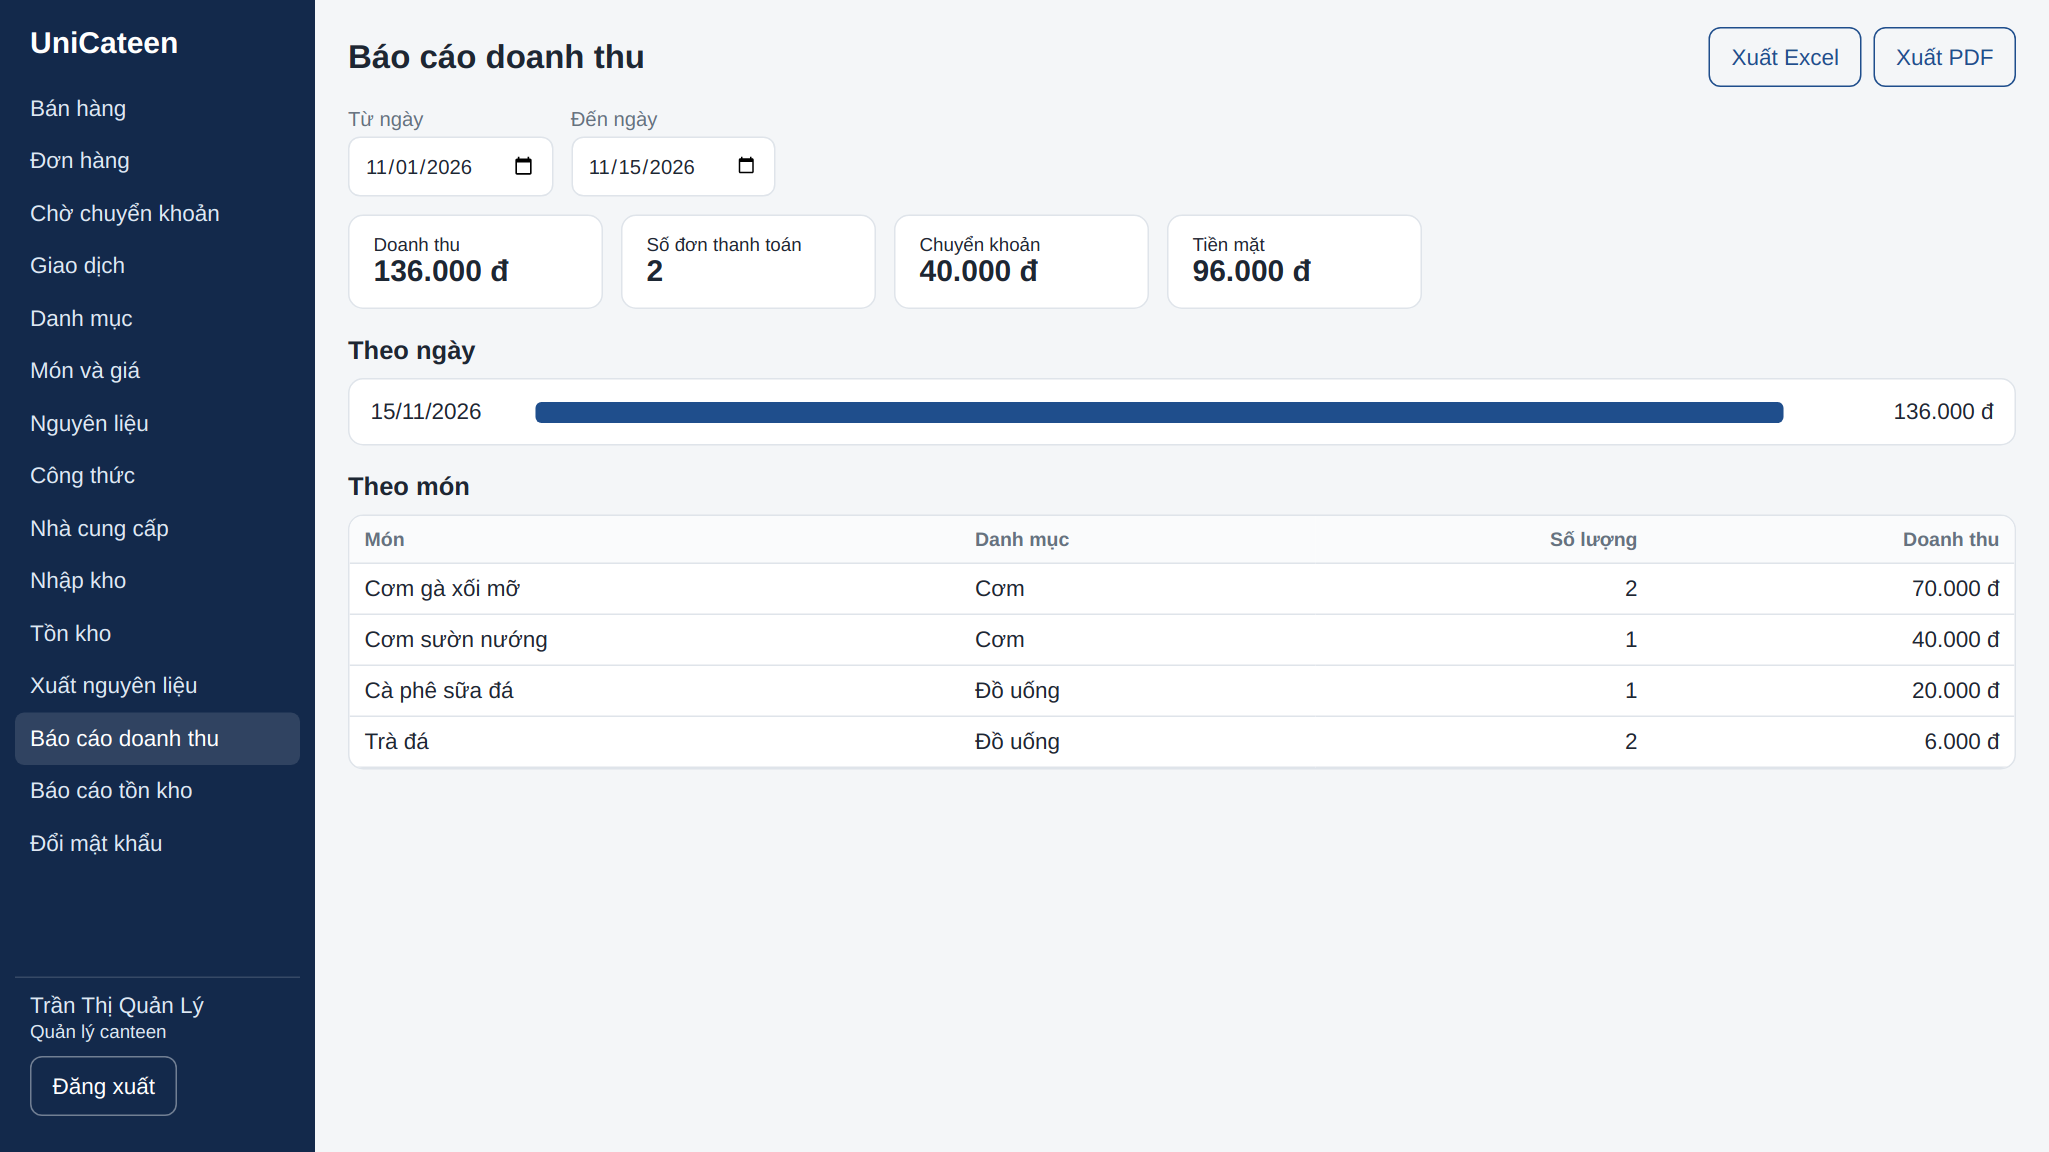 UniCateen
Bán hàng
Đơn hàng
Chờ chuyển khoản
Giao dịch
Danh mục
Món và giá
Nguyên liệu
Công thức
Nhà cung cấp
Nhập kho
Tồn kho
Xuất nguyên liệu
Báo cáo doanh thu
Báo cáo tồn kho
Đổi mật khẩu
Trần Thị Quản Lý
Quản lý canteen
Đăng xuất
Báo cáo doanh thu
Xuất Excel Xuất PDF
Từ ngày Đến ngày
11/01/2026 11/15/2026
Doanh thu Số đơn thanh toán Chuyển khoản Tiền mặt
136.000 đ 2 40.000 đ 96.000 đ
Theo ngày
15/11/2026 136.000 đ
Theo món
Món Danh mục Số lượng Doanh thu
Cơm gà xối mỡ Cơm 2 70.000 đ
Cơm sườn nướng Cơm 1 40.000 đ
Cà phê sữa đá Đồ uống 1 20.000 đ
Trà đá Đồ uống 2 6.000 đ